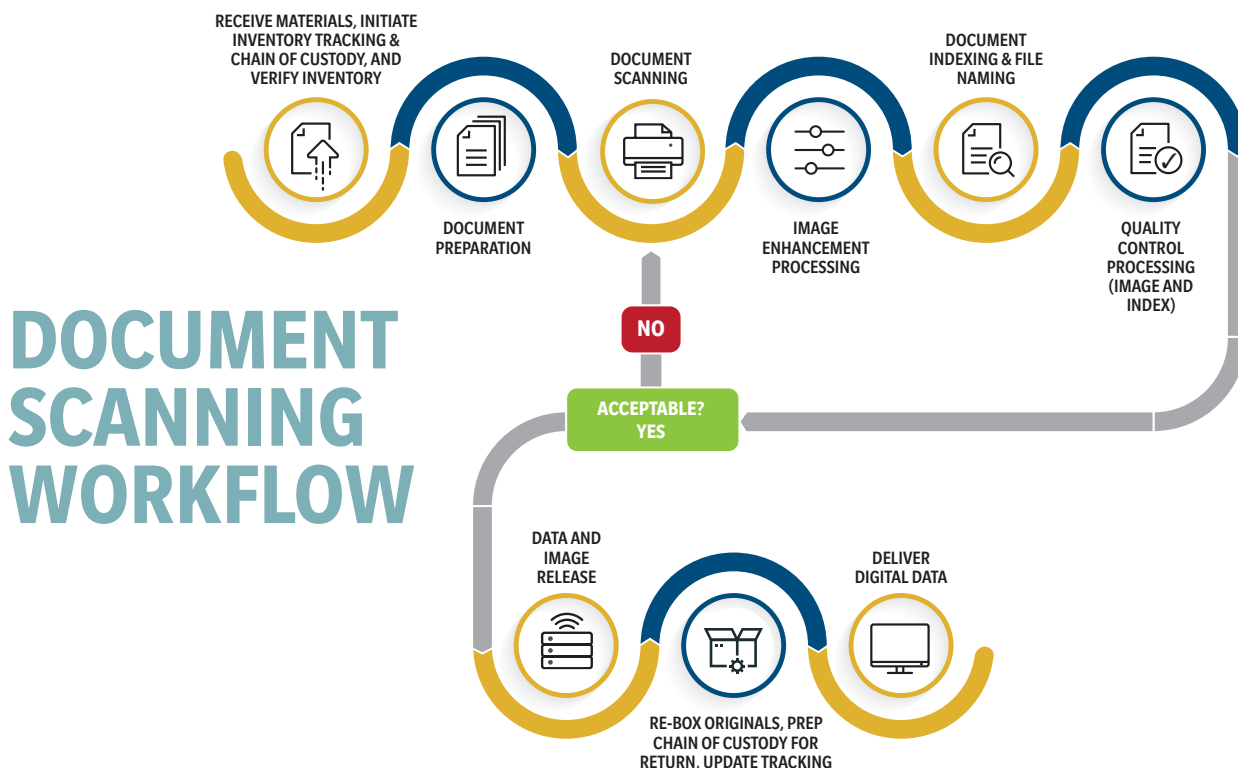 RECEIVE MATERIALS, INITIATE
INVENTORY TRACKING &
CHAIN OF CUSTODY, AND
VERIFY INVENTORY
DOCUMENT
PREPARATION
DOCUMENT
SCANNING
IMAGE
ENHANCEMENT
PROCESSING
DOCUMENT
INDEXING & FILE
NAMING
QUALITY
CONTROL
PROCESSING
(IMAGE AND
INDEX)
NO
ACCEPTABLE?
YES
DOCUMENT
SCANNING
WORKFLOW
DATA AND
IMAGE
RELEASE
RE-BOX ORIGINALS, PREP
CHAIN OF CUSTODY FOR
RETURN, UPDATE TRACKING
DELIVER
DIGITAL DATA